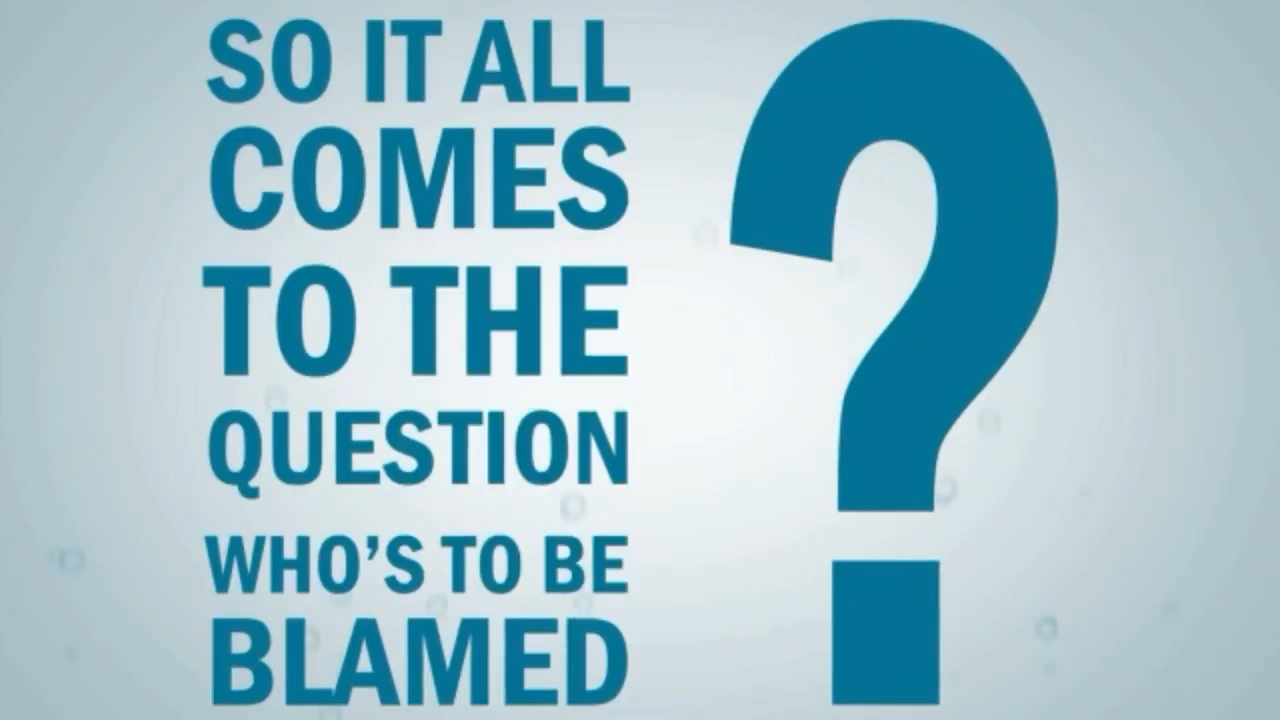 SO IT ALL
COMES
TO THE
QUESTION
WHO'S TO BE
BLAMED
?